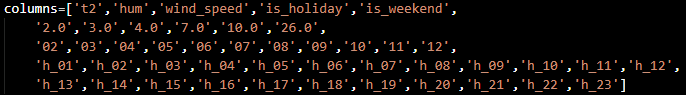 columns=['t2','hum','wind_speed','is_holiday','is_weekend',
'2.0','3.0','4.0','7.0','10.0','26.0',
'02','03','04','05','06','07','08','09','10','11','12',
'h_01','h_02','h_03','h_04','h_05','h_06','h_07','h_08','h_09','h_10','h_11','h_12',
'h_13','h_14','h_15','h_16','h_17','h_18','h_19','h_20','h_21','h_22','h_23']